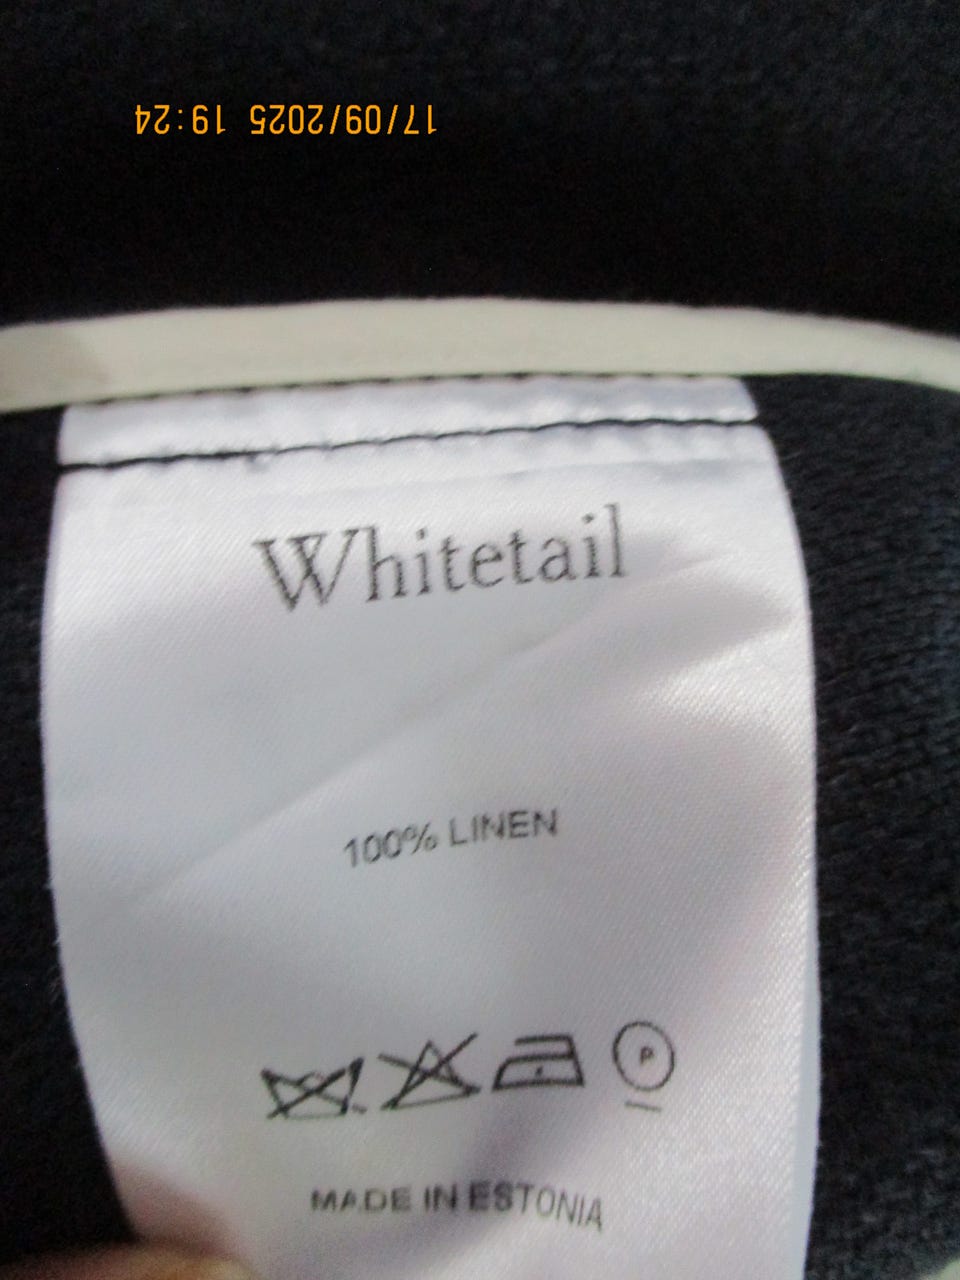 17/09/2025 19:24
Whitetail
100% LINEN
P
MADE IN ESTONIA